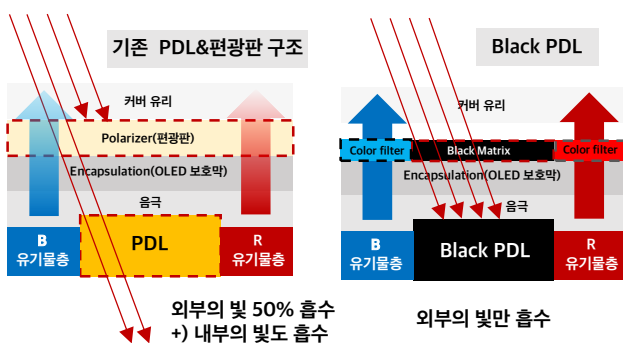 기존 PDL&편광판 구조
커버 유리
Polarizer(편광판)
Encapsulation(OLED 보호막)
음극
B
유기물층
PDL
R
유기물층
외부의 빛 50% 흡수
+) 내부의 빛도 흡수
Black PDL
커버 유리
Color filter
Black Matrix
Color filter
Encapsulation(OLED 보호막)
음극
B
유기물층
Black PDL
R
유기물층
외부의 빛만 흡수